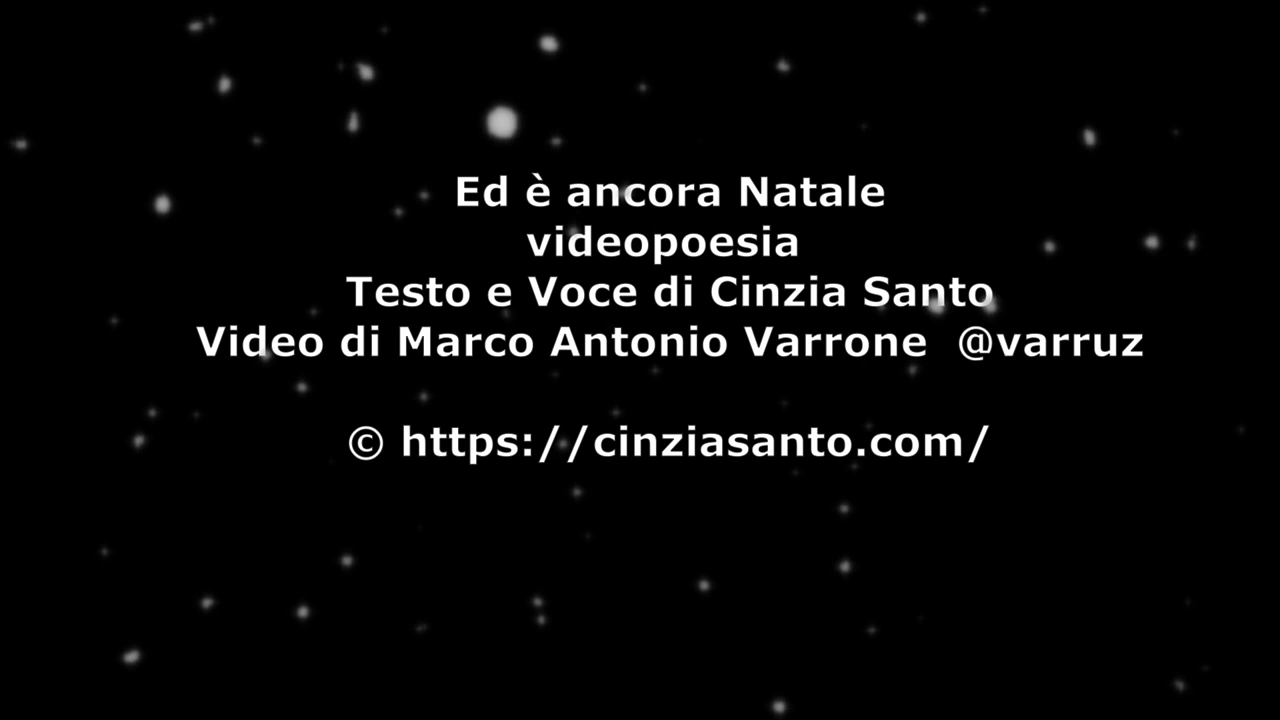 Ed è ancora Natale
videopoesia
Testo e Voce di Cinzia Santo
Video di Marco Antonio Varrone @varruz
© https://cinziasanto.com/